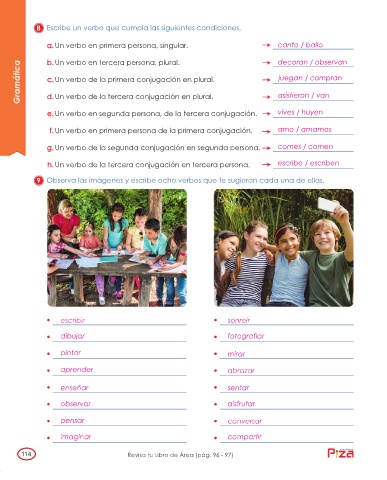 8 Escribe un verbo que cumpla las siguientes condiciones.
Gramática
a. Un verbo en primera persona, singular. → canto / bailo
b. Un verbo en tercera persona, plural. → decoran / observan
c. Un verbo de la primera conjugación en plural. → juegan / compran
d. Un verbo de la tercera conjugación en plural. → asistieron / van
e. Un verbo en segunda persona, de la tercera conjugación. → vives / huyen
f. Un verbo en primera persona de la primera conjugación. → amo / amamos
g. Un verbo de la segunda conjugación en segunda persona. → comes / comen
h. Un verbo de la tercera conjugación en tercera persona. → escribe / escriben
9 Observa las imágenes y escribe ocho verbos que te sugieran cada una de ellas.
• escribir
• dibujar
• pintar
• aprender
• enseñar
• observar
• pensar
• imaginar
• sonreír
• fotografiar
• mirar
• abrazar
• sentar
• disfrutar
• conversar
• compartir
114
Revisa tu Libro de Área (pág. 96 - 97)
Piza